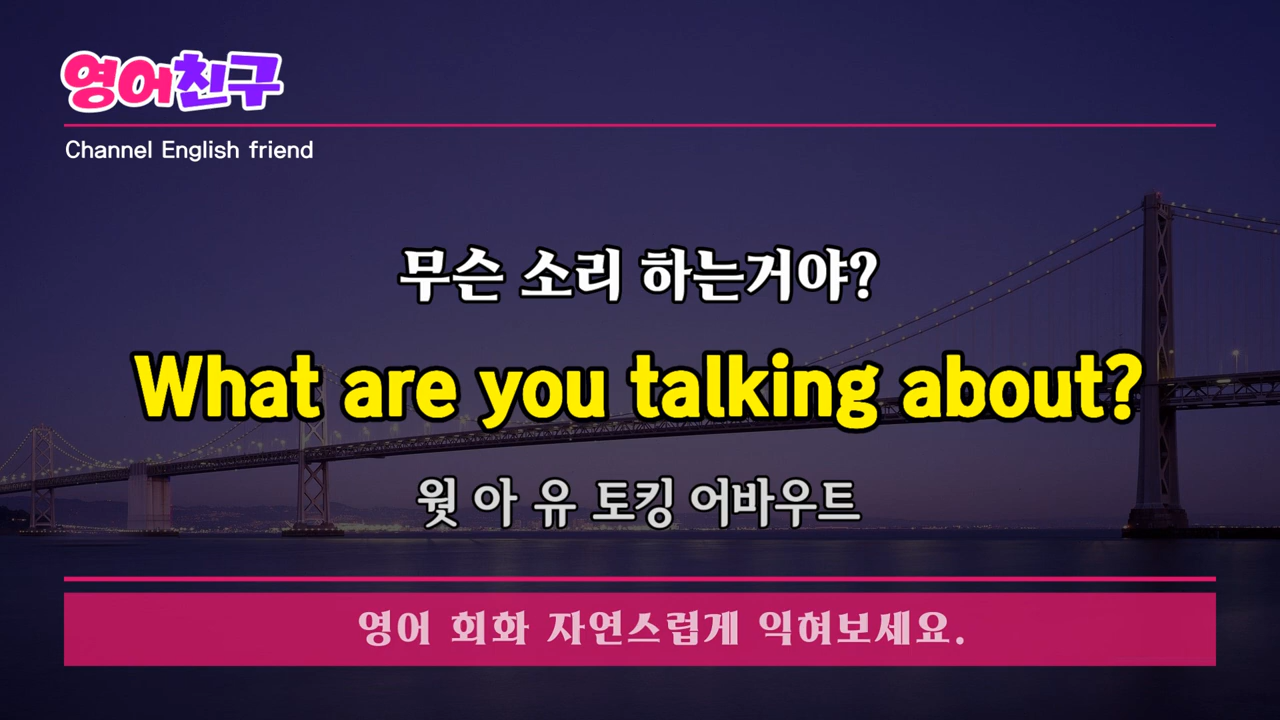 영어친구
Channel English friend
무슨 소리 하는거야?
What are you talking about?
웟 아 유 토킹 어바우트
영어 회화 자연스럽게 익혀보세요.